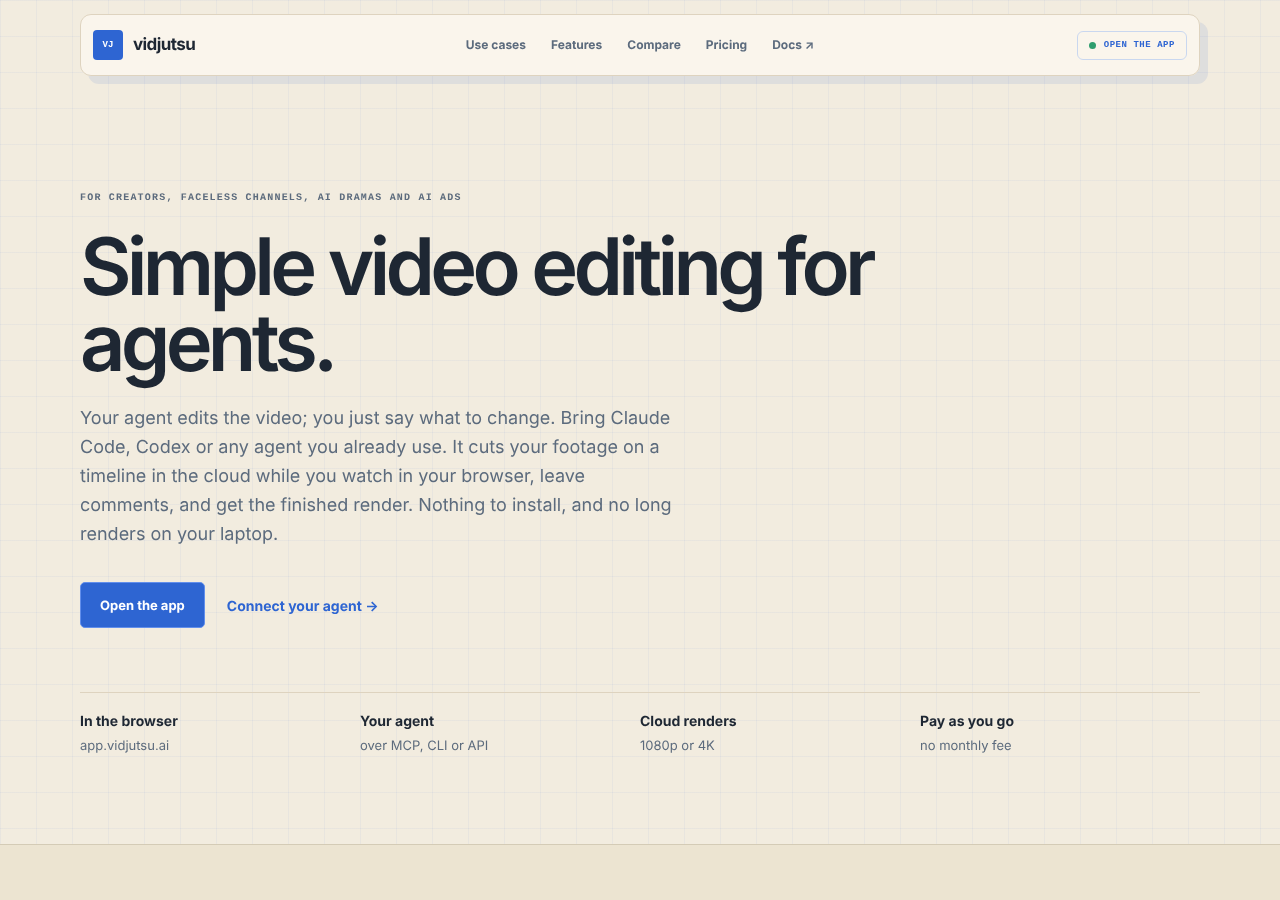 VJ vidjutsu Use cases Features Compare Pricing Docs ↗ OPEN THE APP
FOR CREATORS, FACELESS CHANNELS, AI DRAMAS AND AI ADS
Simple video editing for
agents.
Your agent edits the video; you just say what to change. Bring Claude
Code, Codex or any agent you already use. It cuts your footage on a
timeline in the cloud while you watch in your browser, leave
comments, and get the finished render. Nothing to install, and no long
renders on your laptop.
Open the app Connect your agent →
In the browser Your agent Cloud renders Pay as you go
app.vidjutsu.ai over MCP, CLI or API 1080p or 4K no monthly fee